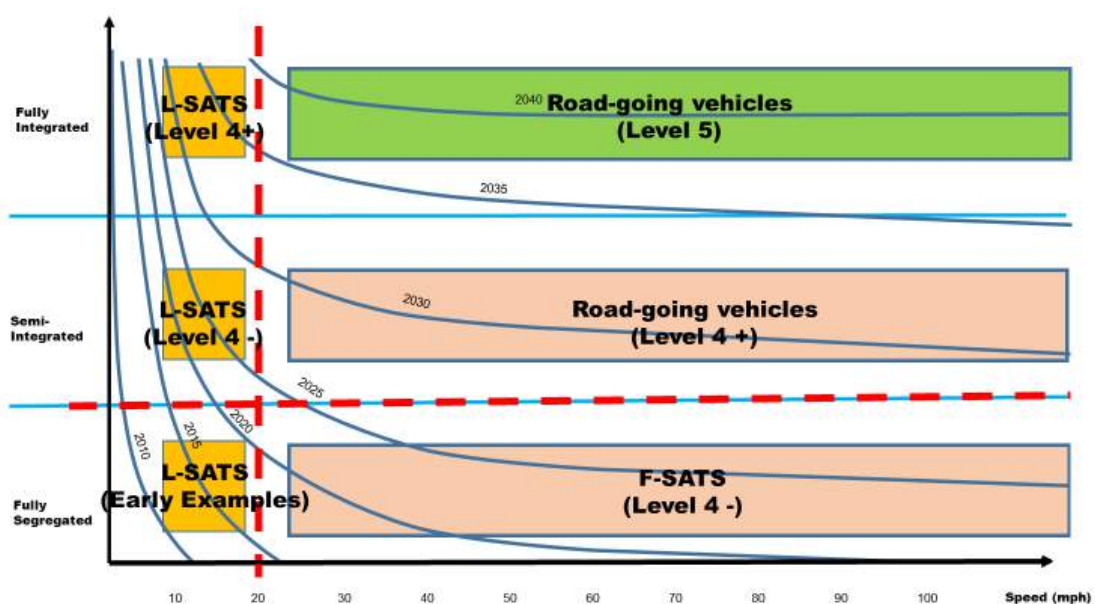 Fully
Integrated
L-SATS
(Level 4+)
2040
Road-going vehicles
(Level 5)
2035
Semi-
Integrated
L-SATS
(Level 4 -)
2030
Road-going vehicles
(Level 4 +)
2025
2020
2015
2010
Fully
Segregated
L-SATS
(Early Examples)
F-SATS
(Level 4 -)
10 20 30 40 50 60 70 80 90 100 Speed (mph)